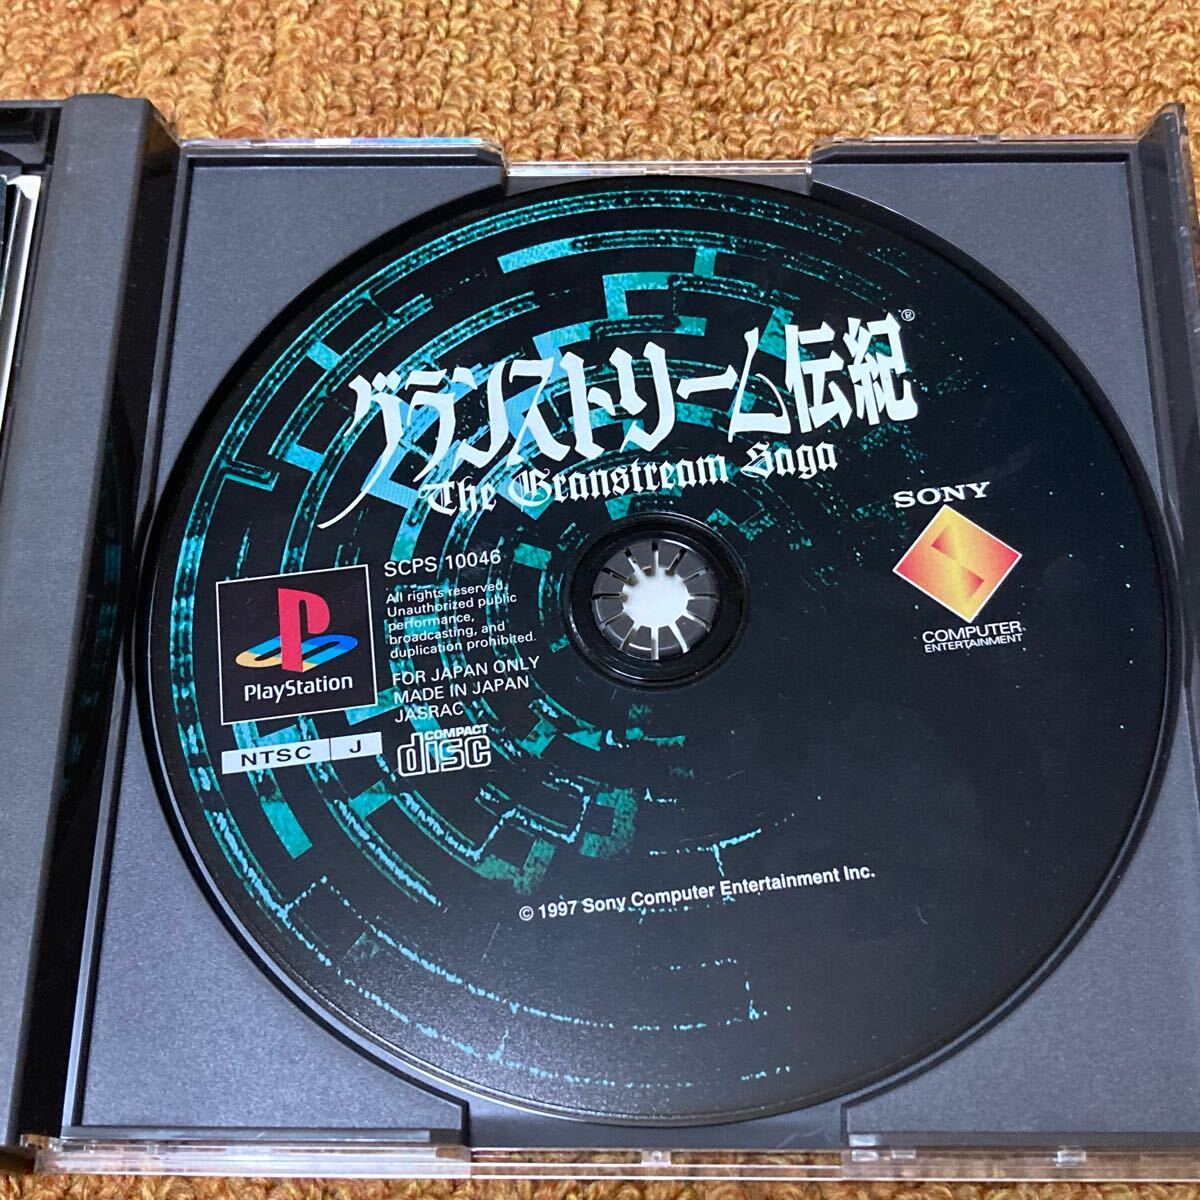 グランストリーム伝紀®
The Granstream Saga
SONY
COMPUTER
ENTERTAINMENT
SCPS 10046
All rights reserved.
Unauthorized public
performance,
broadcasting, and
duplication prohibited.
FOR JAPAN ONLY
MADE IN JAPAN
JASRAC
PlayStation
NTSC J
COMPACT
disc
© 1997 Sony Computer Entertainment Inc.